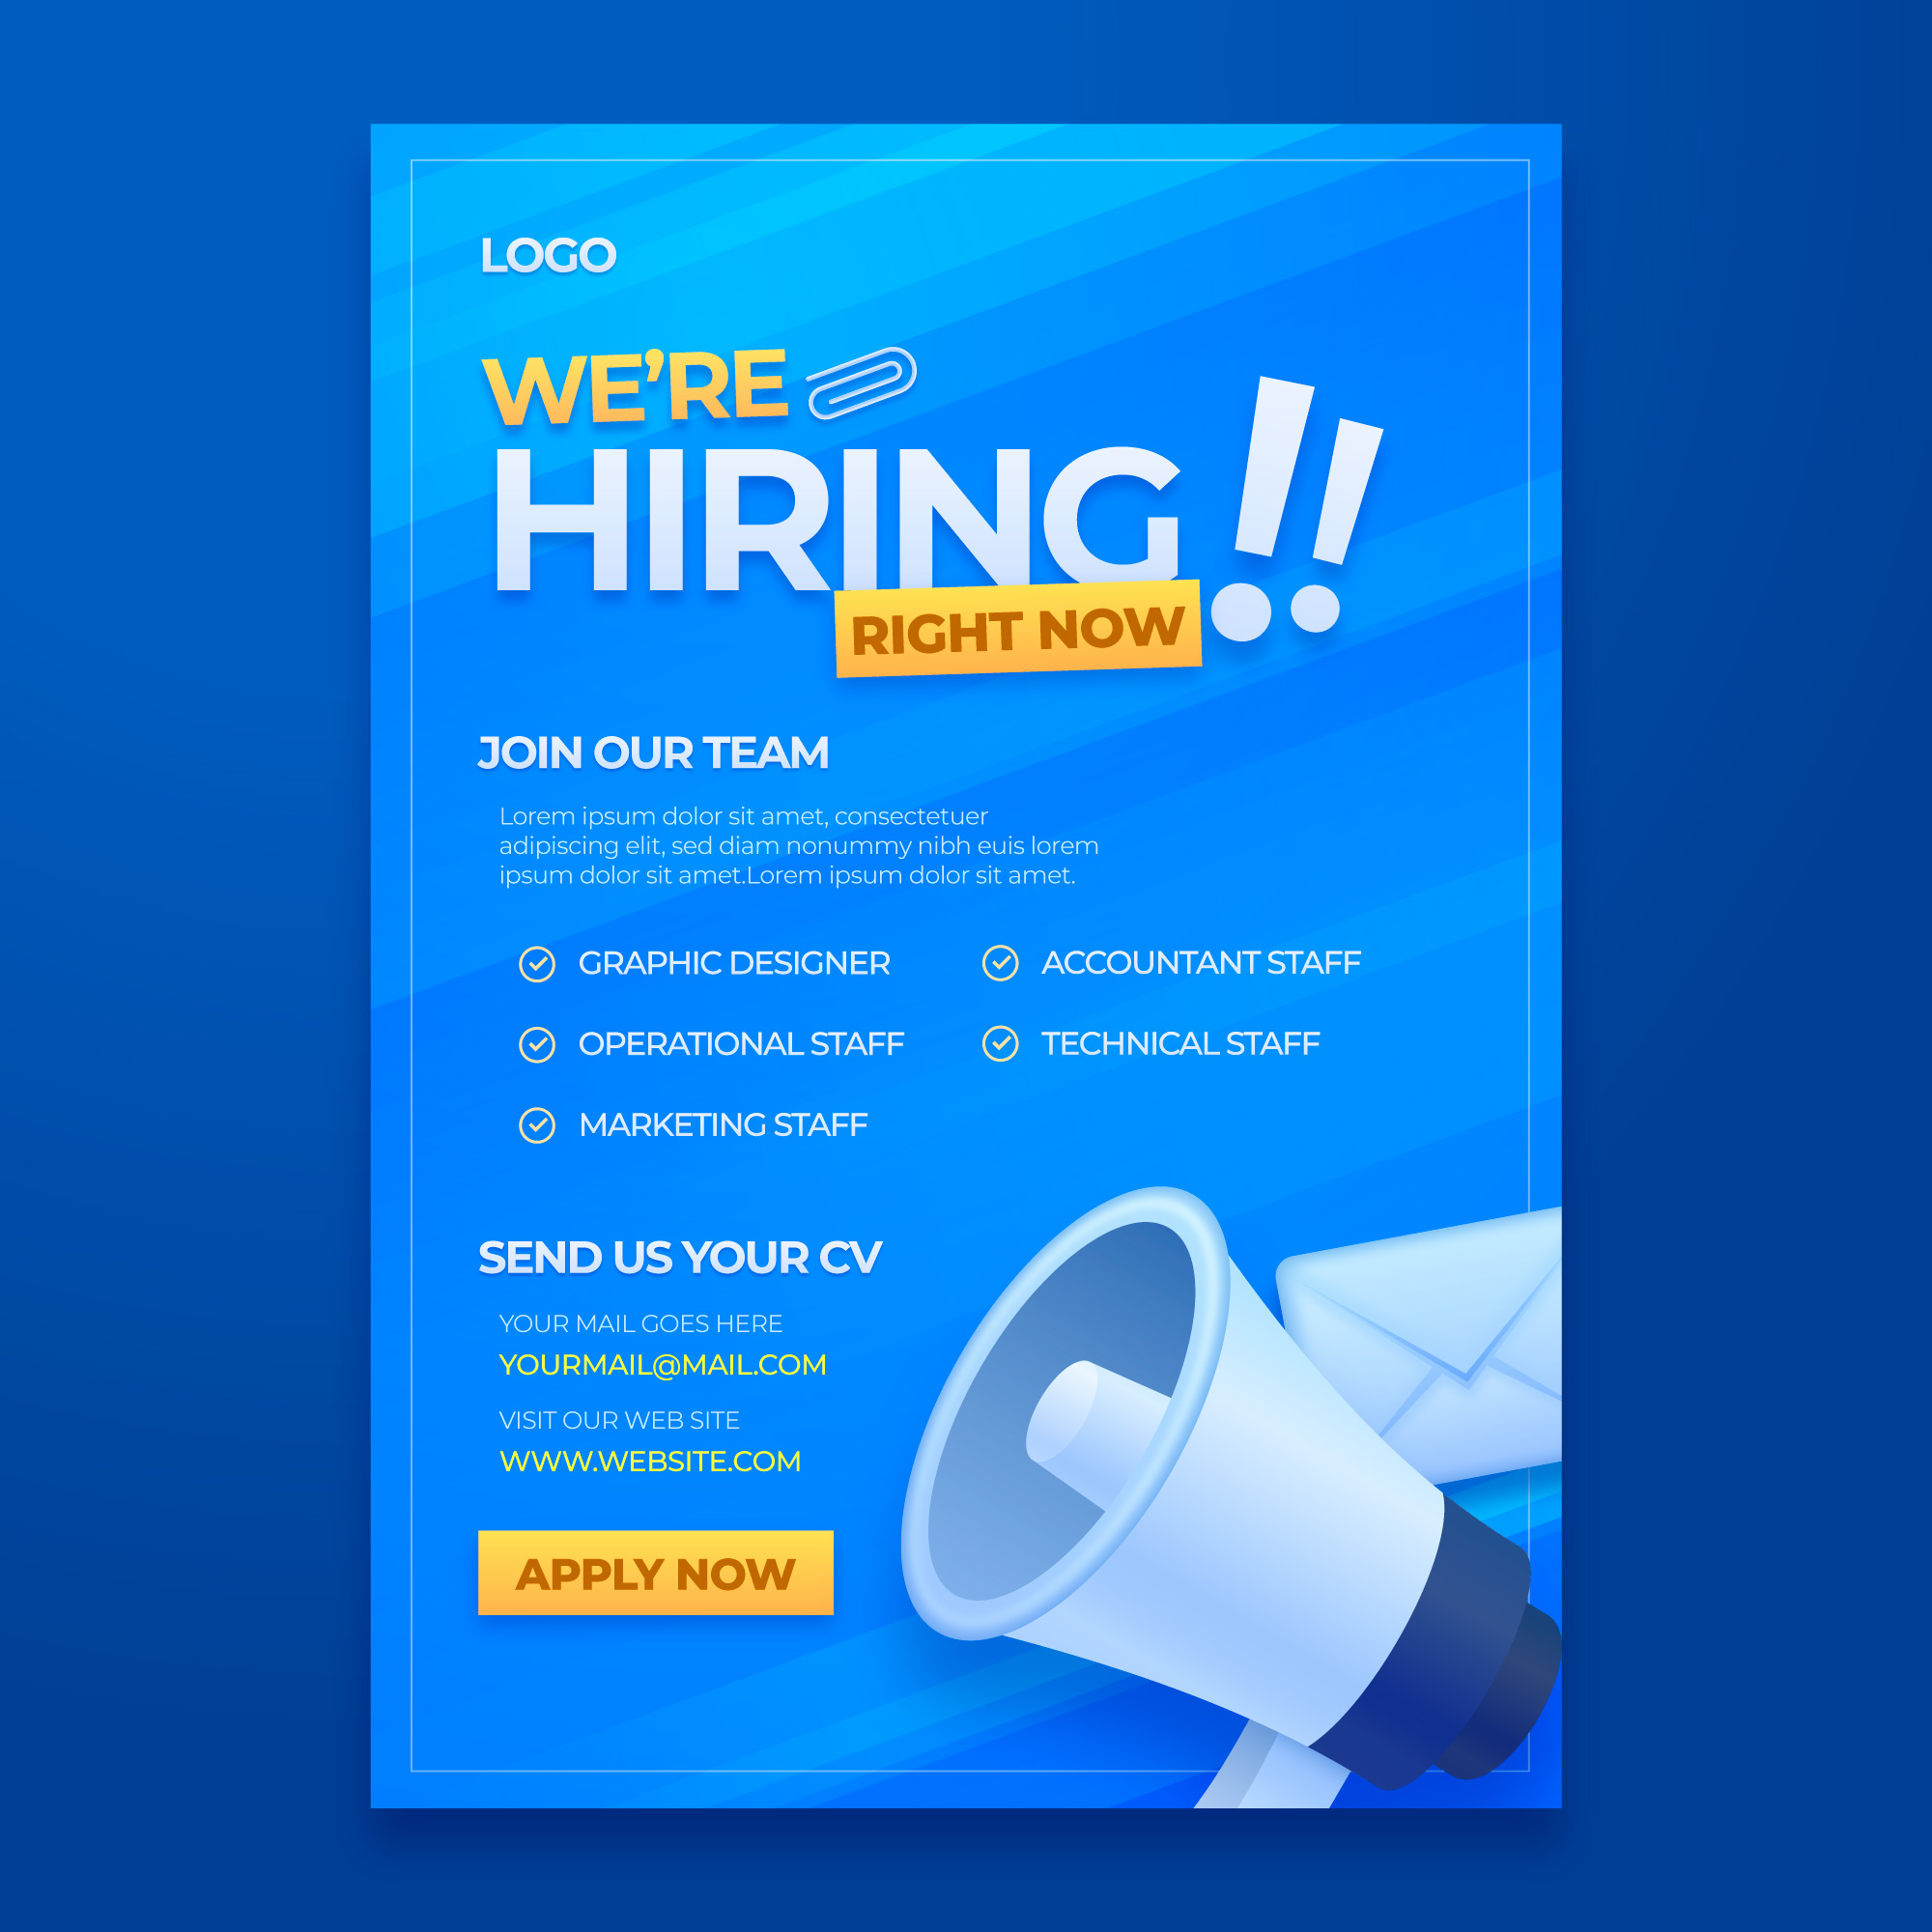 LOGO
WE'RE
HIRING!!
RIGHT NOW
JOIN OUR TEAM
Lorem ipsum dolor sit amet, consectetuer
adipiscing elit, sed diam nonummy nibh euis lorem
ipsum dolor sit amet.Lorem ipsum dolor sit amet.
GRAPHIC DESIGNER
OPERATIONAL STAFF
MARKETING STAFF
ACCOUNTANT STAFF
TECHNICAL STAFF
SEND US YOUR CV
YOUR MAIL GOES HERE
YOURMAIL@MAIL.COM
VISIT OUR WEB SITE
WWW.WEBSITE.COM
APPLY NOW